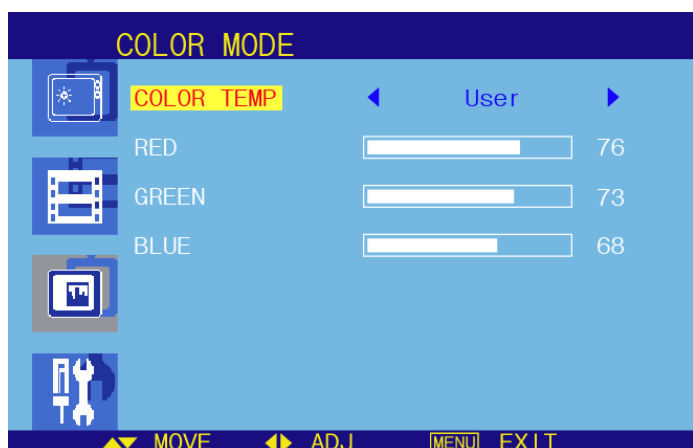 COLOR MODE
COLOR TEMP User
RED 76
GREEN 73
BLUE 68
MOVE ADJ MENU EXIT